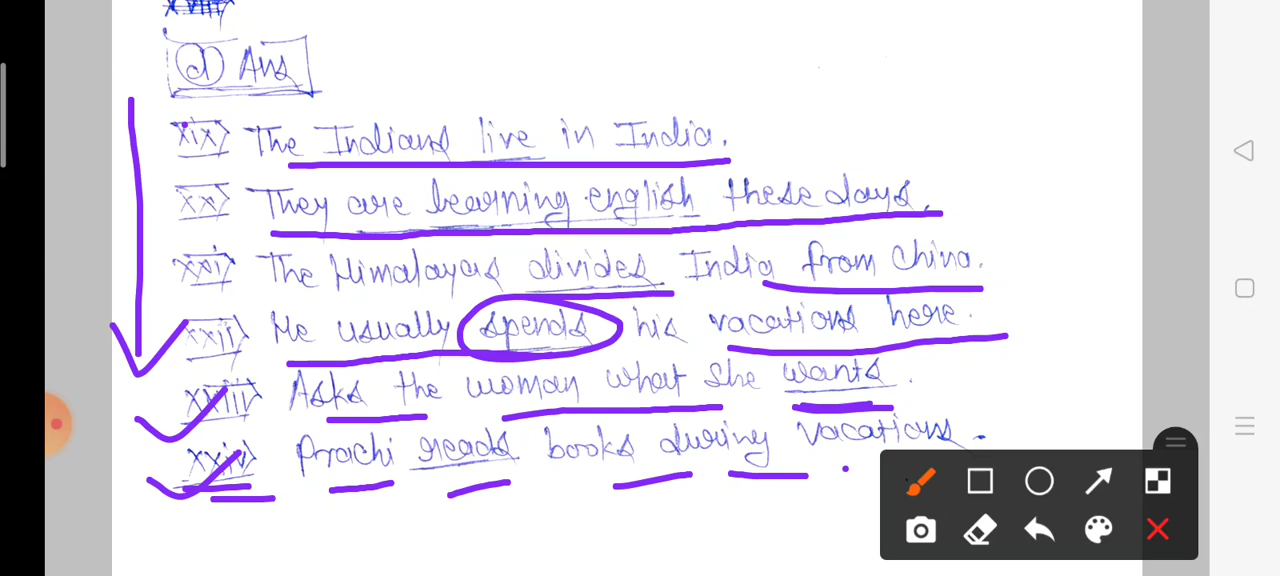 xviii
(d) Ans
xix> The Indians live in India.
xx> They are learning english these days.
xxi> The Himalayas divides India from China.
xxii> He usually spends his vacations here.
xxiii> Asks the woman what she wants.
xxiv> Prachi reads books during vacations.